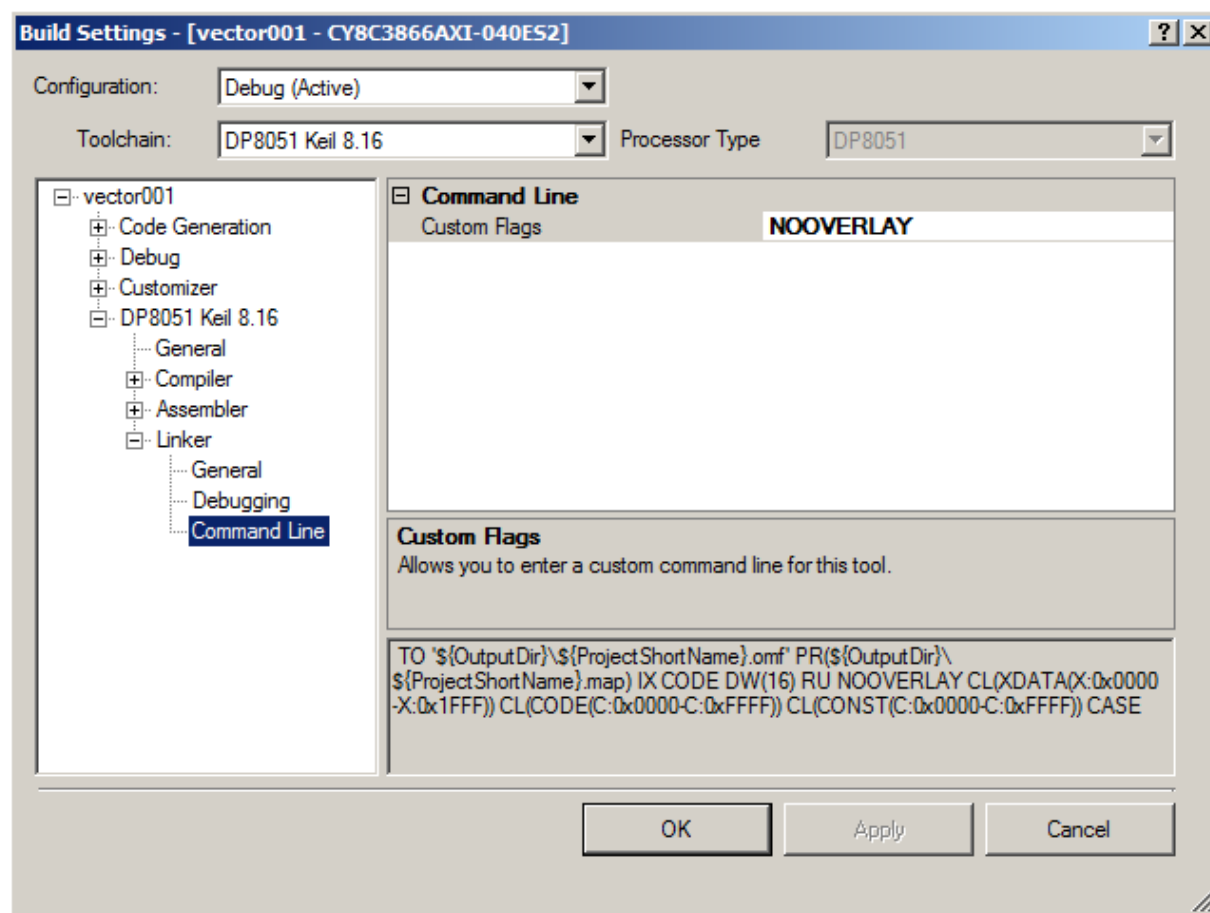 Build Settings - [vector001 - CY8C3866AXI-040ES2]
Configuration: Debug (Active)
Toolchain: DP8051 Keil 8.16 Processor Type DP8051
vector001
Code Generation
Debug
Customizer
DP8051 Keil 8.16
General
Compiler
Assembler
Linker
General
Debugging
Command Line
Command Line
Custom Flags NOOVERLAY
Custom Flags
Allows you to enter a custom command line for this tool.
TO "${OutputDir}\${ProjectShortName}.omf" PR(${OutputDir}\
${ProjectShortName}.map) IX CODE DW(16) RU NOOVERLAY CL(XDATA(X:0x0000
-X:0x1FFF)) CL(CODE(C:0x0000-C:0xFFFF)) CL(CONST(C:0x0000-C:0xFFFF)) CASE
OK Apply Cancel